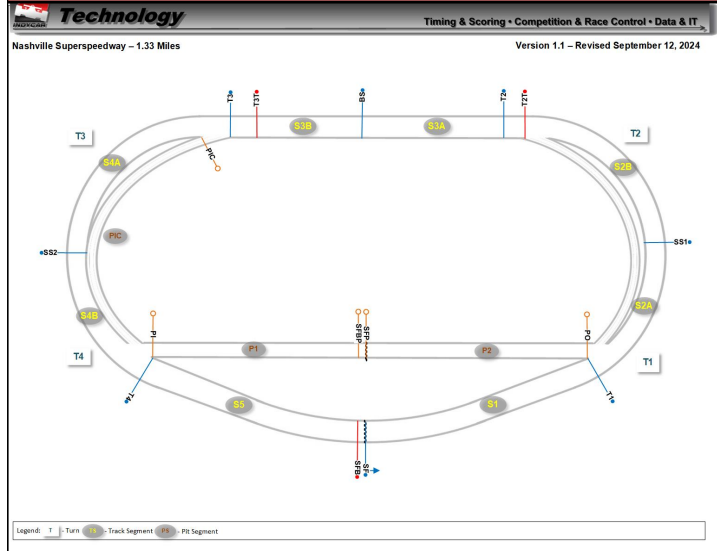 INDYCAR
Technology
Timing & Scoring • Competition & Race Control • Data & IT
Nashville Superspeedway – 1.33 Miles
Version 1.1 – Revised September 12, 2024
T3
T3T
BS
T2
T2T
T3
S3B
S3A
T2
S4A
PIC
S2B
PIC
SS2
SS1
S4B
PI
SFBP
SFP
PO
S2A
P1
P2
T4
T1
T4
S5
S1
T1
SFB
SF
Legend: T - Turn TS - Track Segment PS - Pit Segment